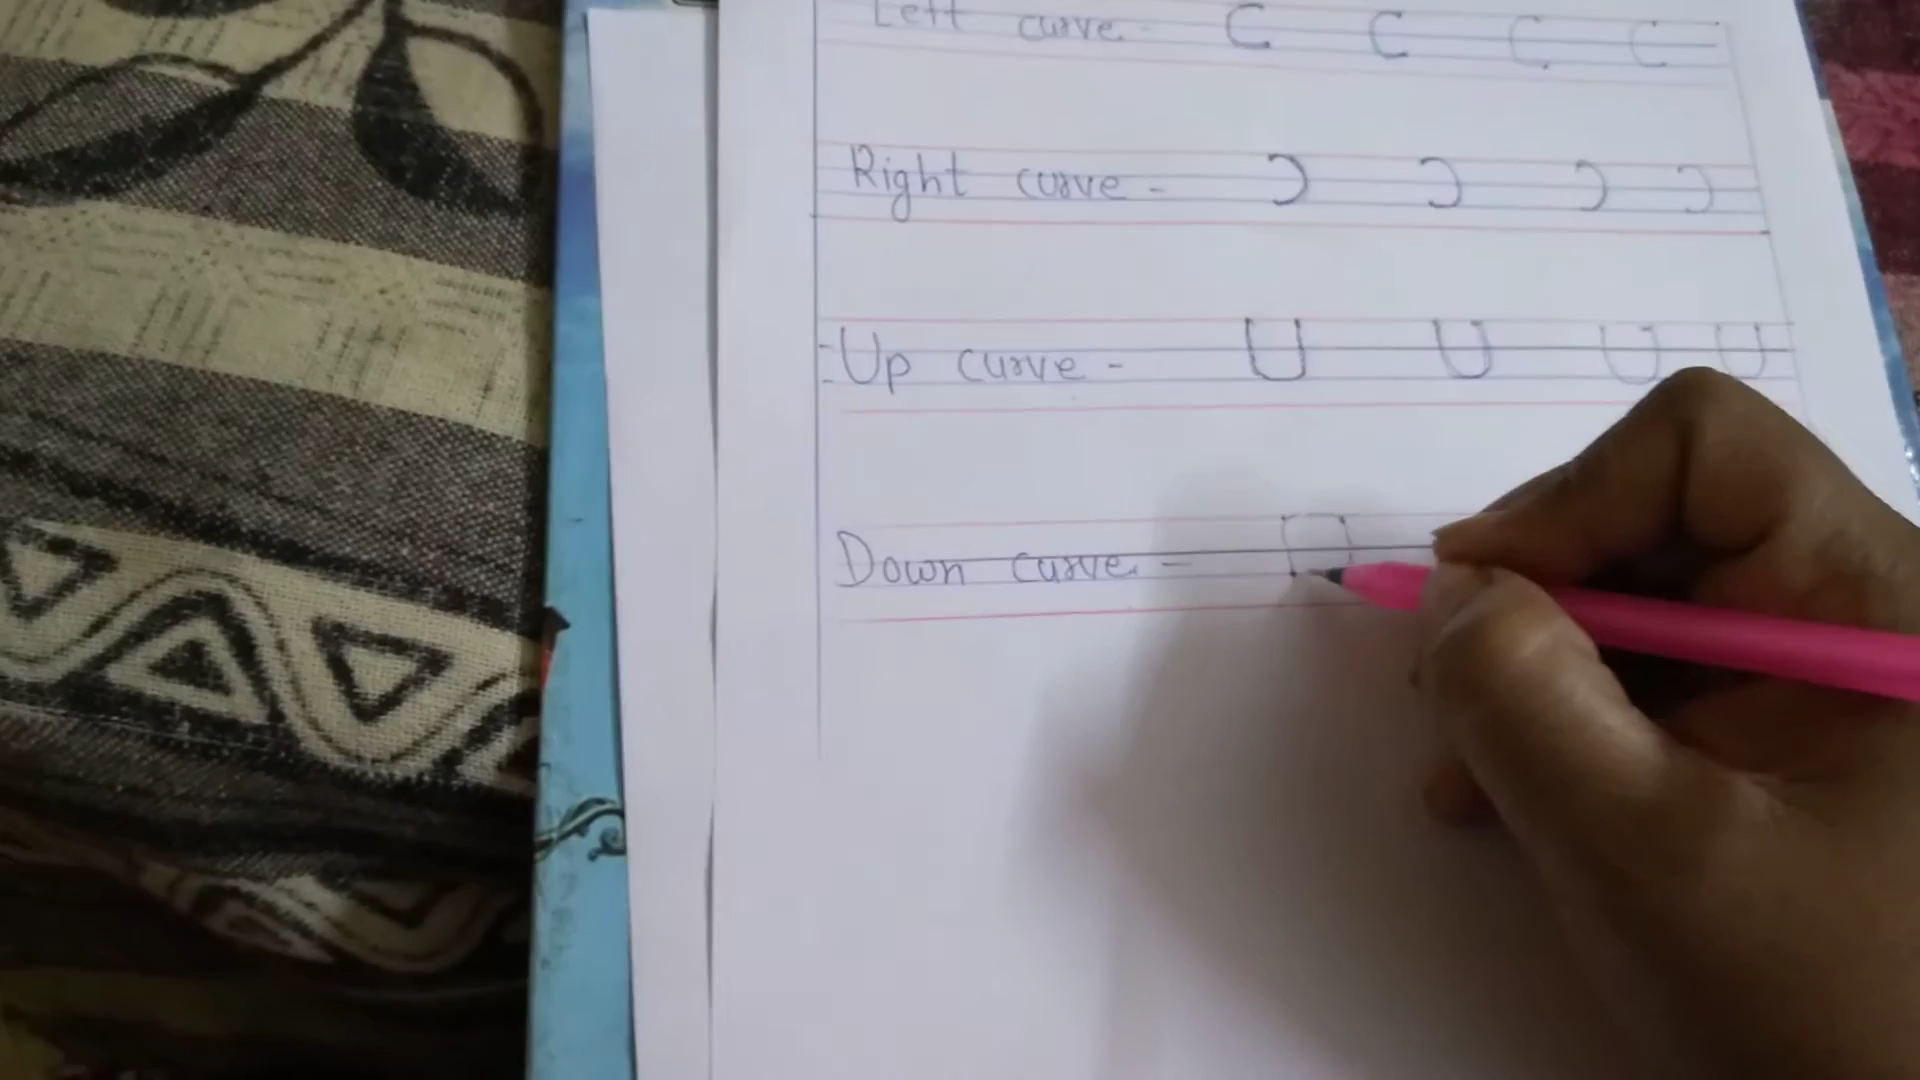 Left curve - C C C C
Right curve - Ɔ Ɔ Ɔ Ɔ
Up curve - U U U U
Down curve -